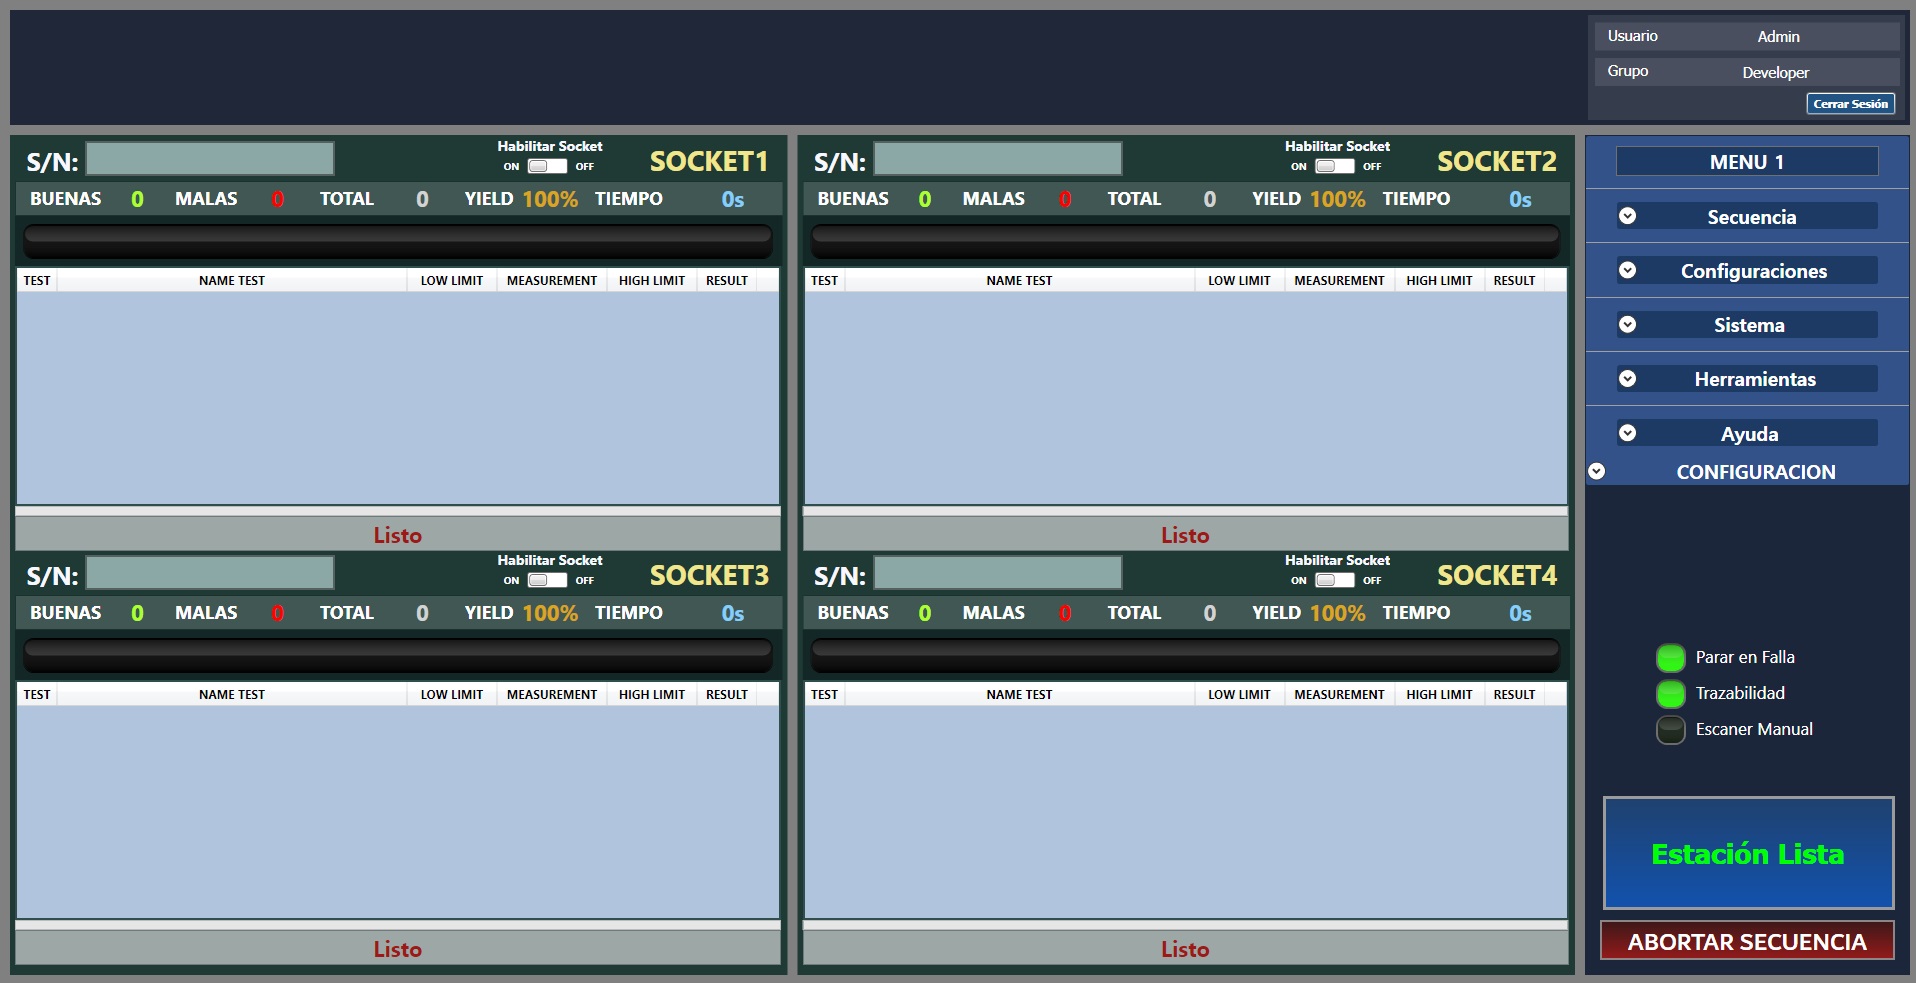 Usuario Admin
Grupo Developer
Cerrar Sesión
S/N: Habilitar Socket ON OFF SOCKET1
BUENAS 0 MALAS 0 TOTAL 0 YIELD 100% TIEMPO 0s
TEST NAME TEST LOW LIMIT MEASUREMENT HIGH LIMIT RESULT
Listo
S/N: Habilitar Socket ON OFF SOCKET2
BUENAS 0 MALAS 0 TOTAL 0 YIELD 100% TIEMPO 0s
TEST NAME TEST LOW LIMIT MEASUREMENT HIGH LIMIT RESULT
Listo
S/N: Habilitar Socket ON OFF SOCKET3
BUENAS 0 MALAS 0 TOTAL 0 YIELD 100% TIEMPO 0s
TEST NAME TEST LOW LIMIT MEASUREMENT HIGH LIMIT RESULT
Listo
S/N: Habilitar Socket ON OFF SOCKET4
BUENAS 0 MALAS 0 TOTAL 0 YIELD 100% TIEMPO 0s
TEST NAME TEST LOW LIMIT MEASUREMENT HIGH LIMIT RESULT
Listo
MENU 1
Secuencia
Configuraciones
Sistema
Herramientas
Ayuda
CONFIGURACION
Parar en Falla
Trazabilidad
Escaner Manual
Estación Lista
ABORTAR SECUENCIA